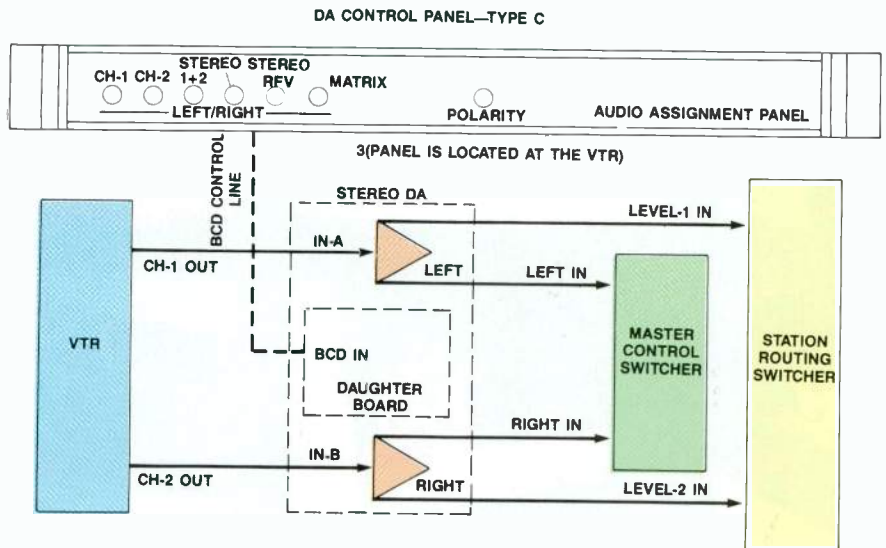 DA CONTROL PANEL—TYPE C
STEREO STEREO
CH-1 CH-2 1+2 REV MATRIX
LEFT/RIGHT
POLARITY
AUDIO ASSIGNMENT PANEL
3(PANEL IS LOCATED AT THE VTR)
BCD CONTROL
LINE
STEREO DA
LEVEL-1 IN
IN-A
CH-1 OUT
LEFT
LEFT IN
VTR
BCD IN
DAUGHTER
BOARD
MASTER
CONTROL
SWITCHER
STATION
ROUTING
SWITCHER
RIGHT IN
IN-B
CH-2 OUT
RIGHT
LEVEL-2 IN